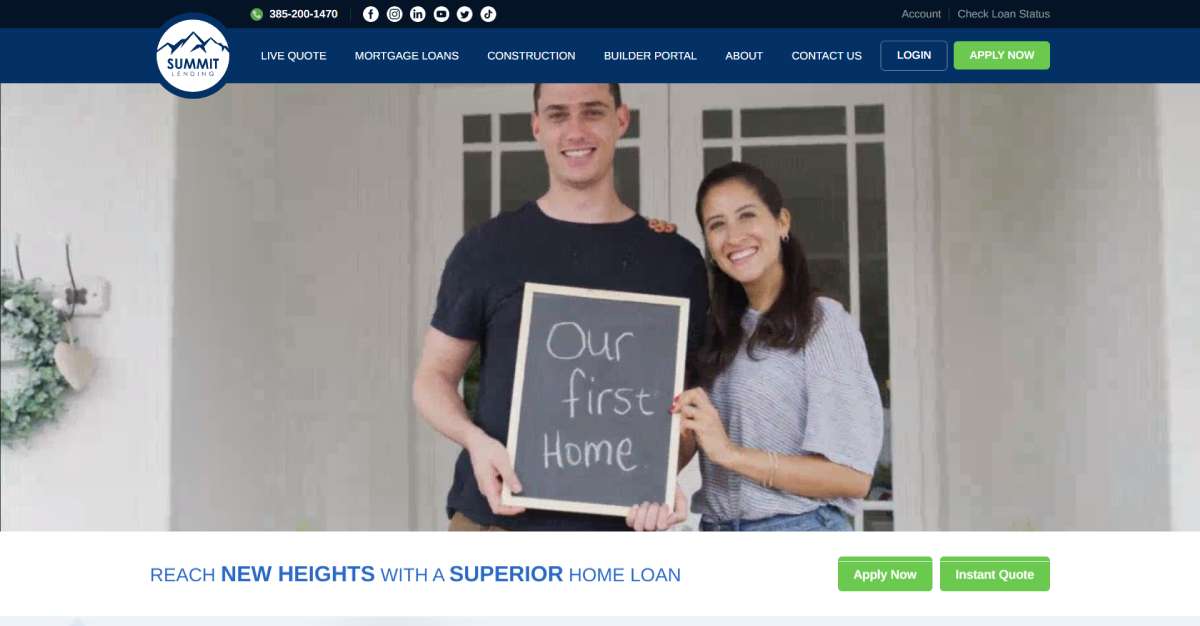 385-200-1470
Account
Check Loan Status
SUMMIT
LENDING
LIVE QUOTE
MORTGAGE LOANS
CONSTRUCTION
BUILDER PORTAL
ABOUT
CONTACT US
LOGIN
APPLY NOW
Our
first
Home
REACH NEW HEIGHTS WITH A SUPERIOR HOME LOAN
Apply Now
Instant Quote